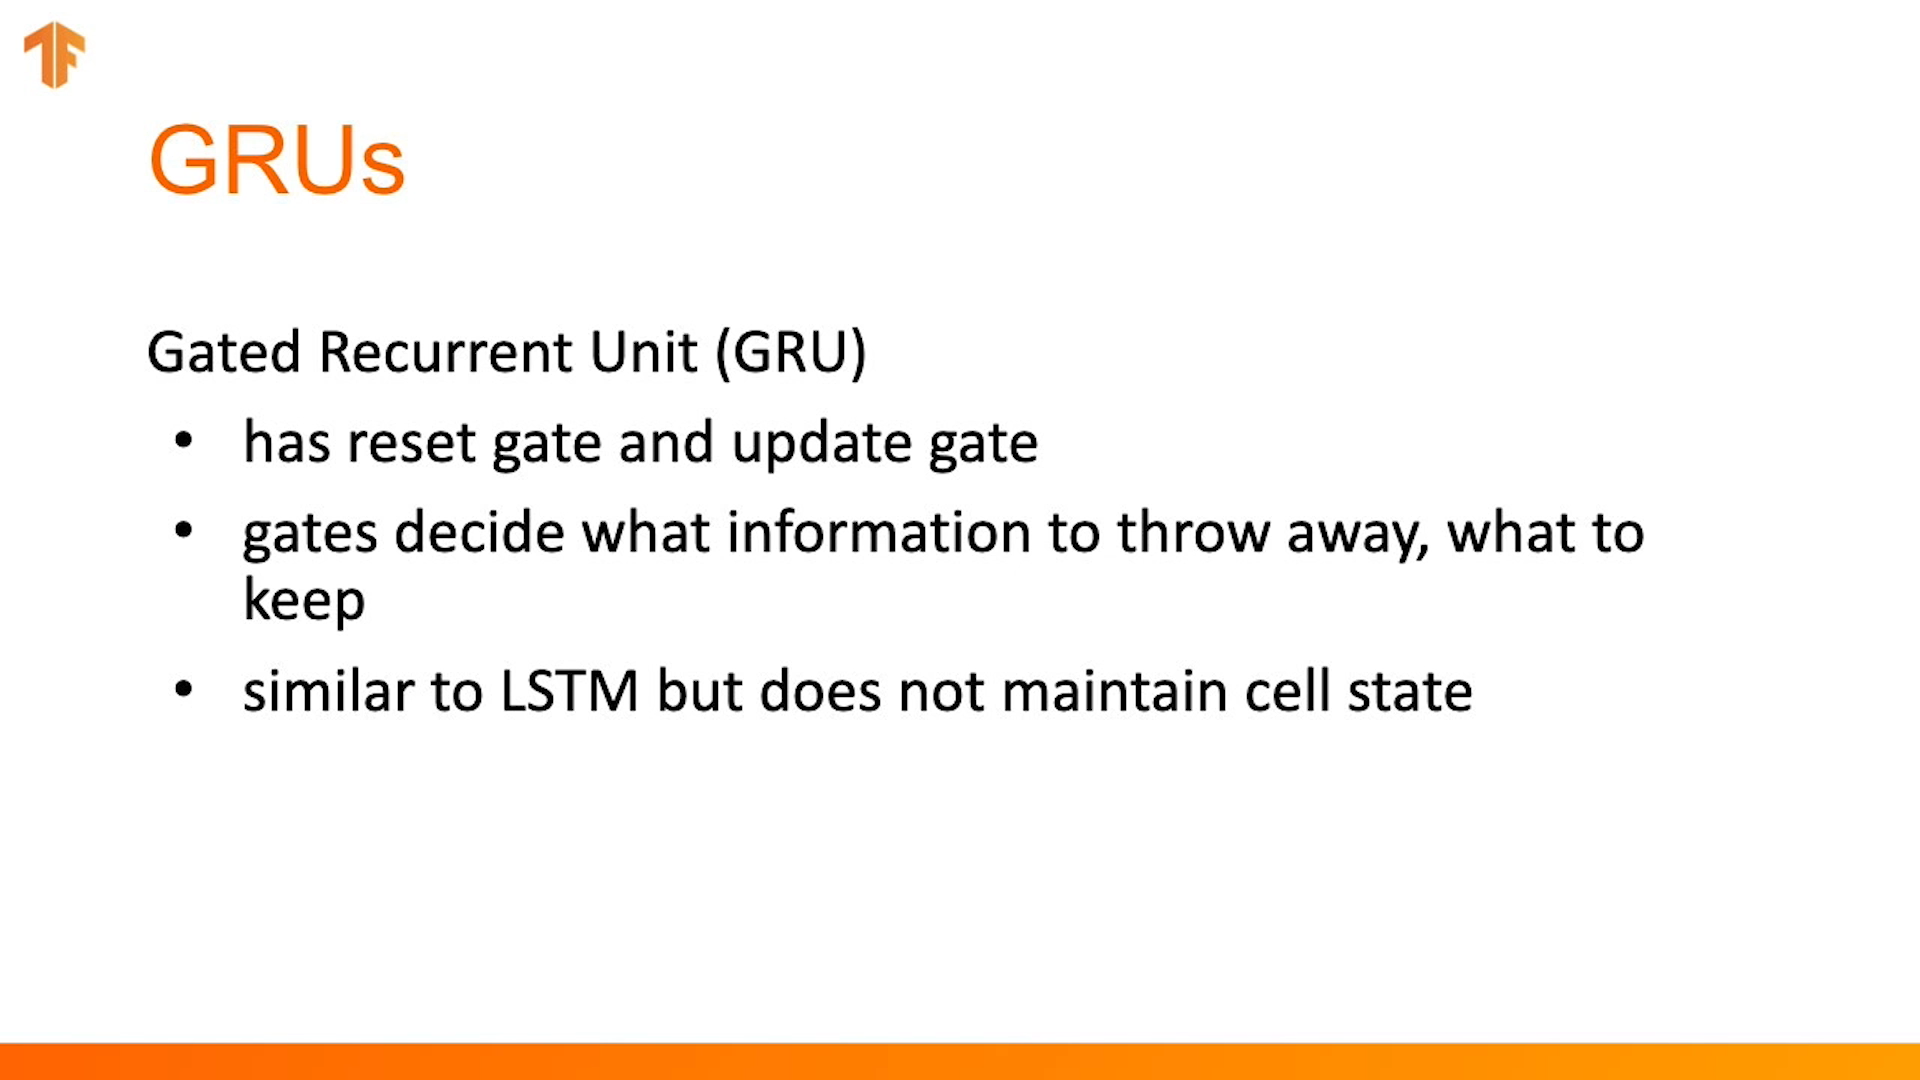 GRUs
Gated Recurrent Unit (GRU)
• has reset gate and update gate
• gates decide what information to throw away, what to
keep
• similar to LSTM but does not maintain cell state